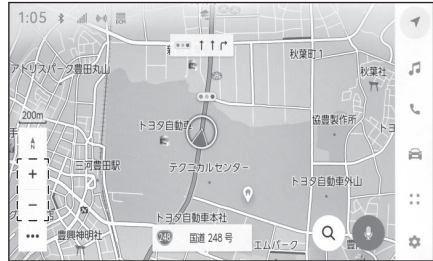 1:05
DCM
秋葉町1
アトリスパーク豊田丸山
秋葉社
200m
協豊製作所
トヨタ自動車
N
三河豊田駅
テクニカルセンター
トヨタ自動車外山
トヨタ自動車本社
豊興神明社
248
国道 248 号
エムパーク